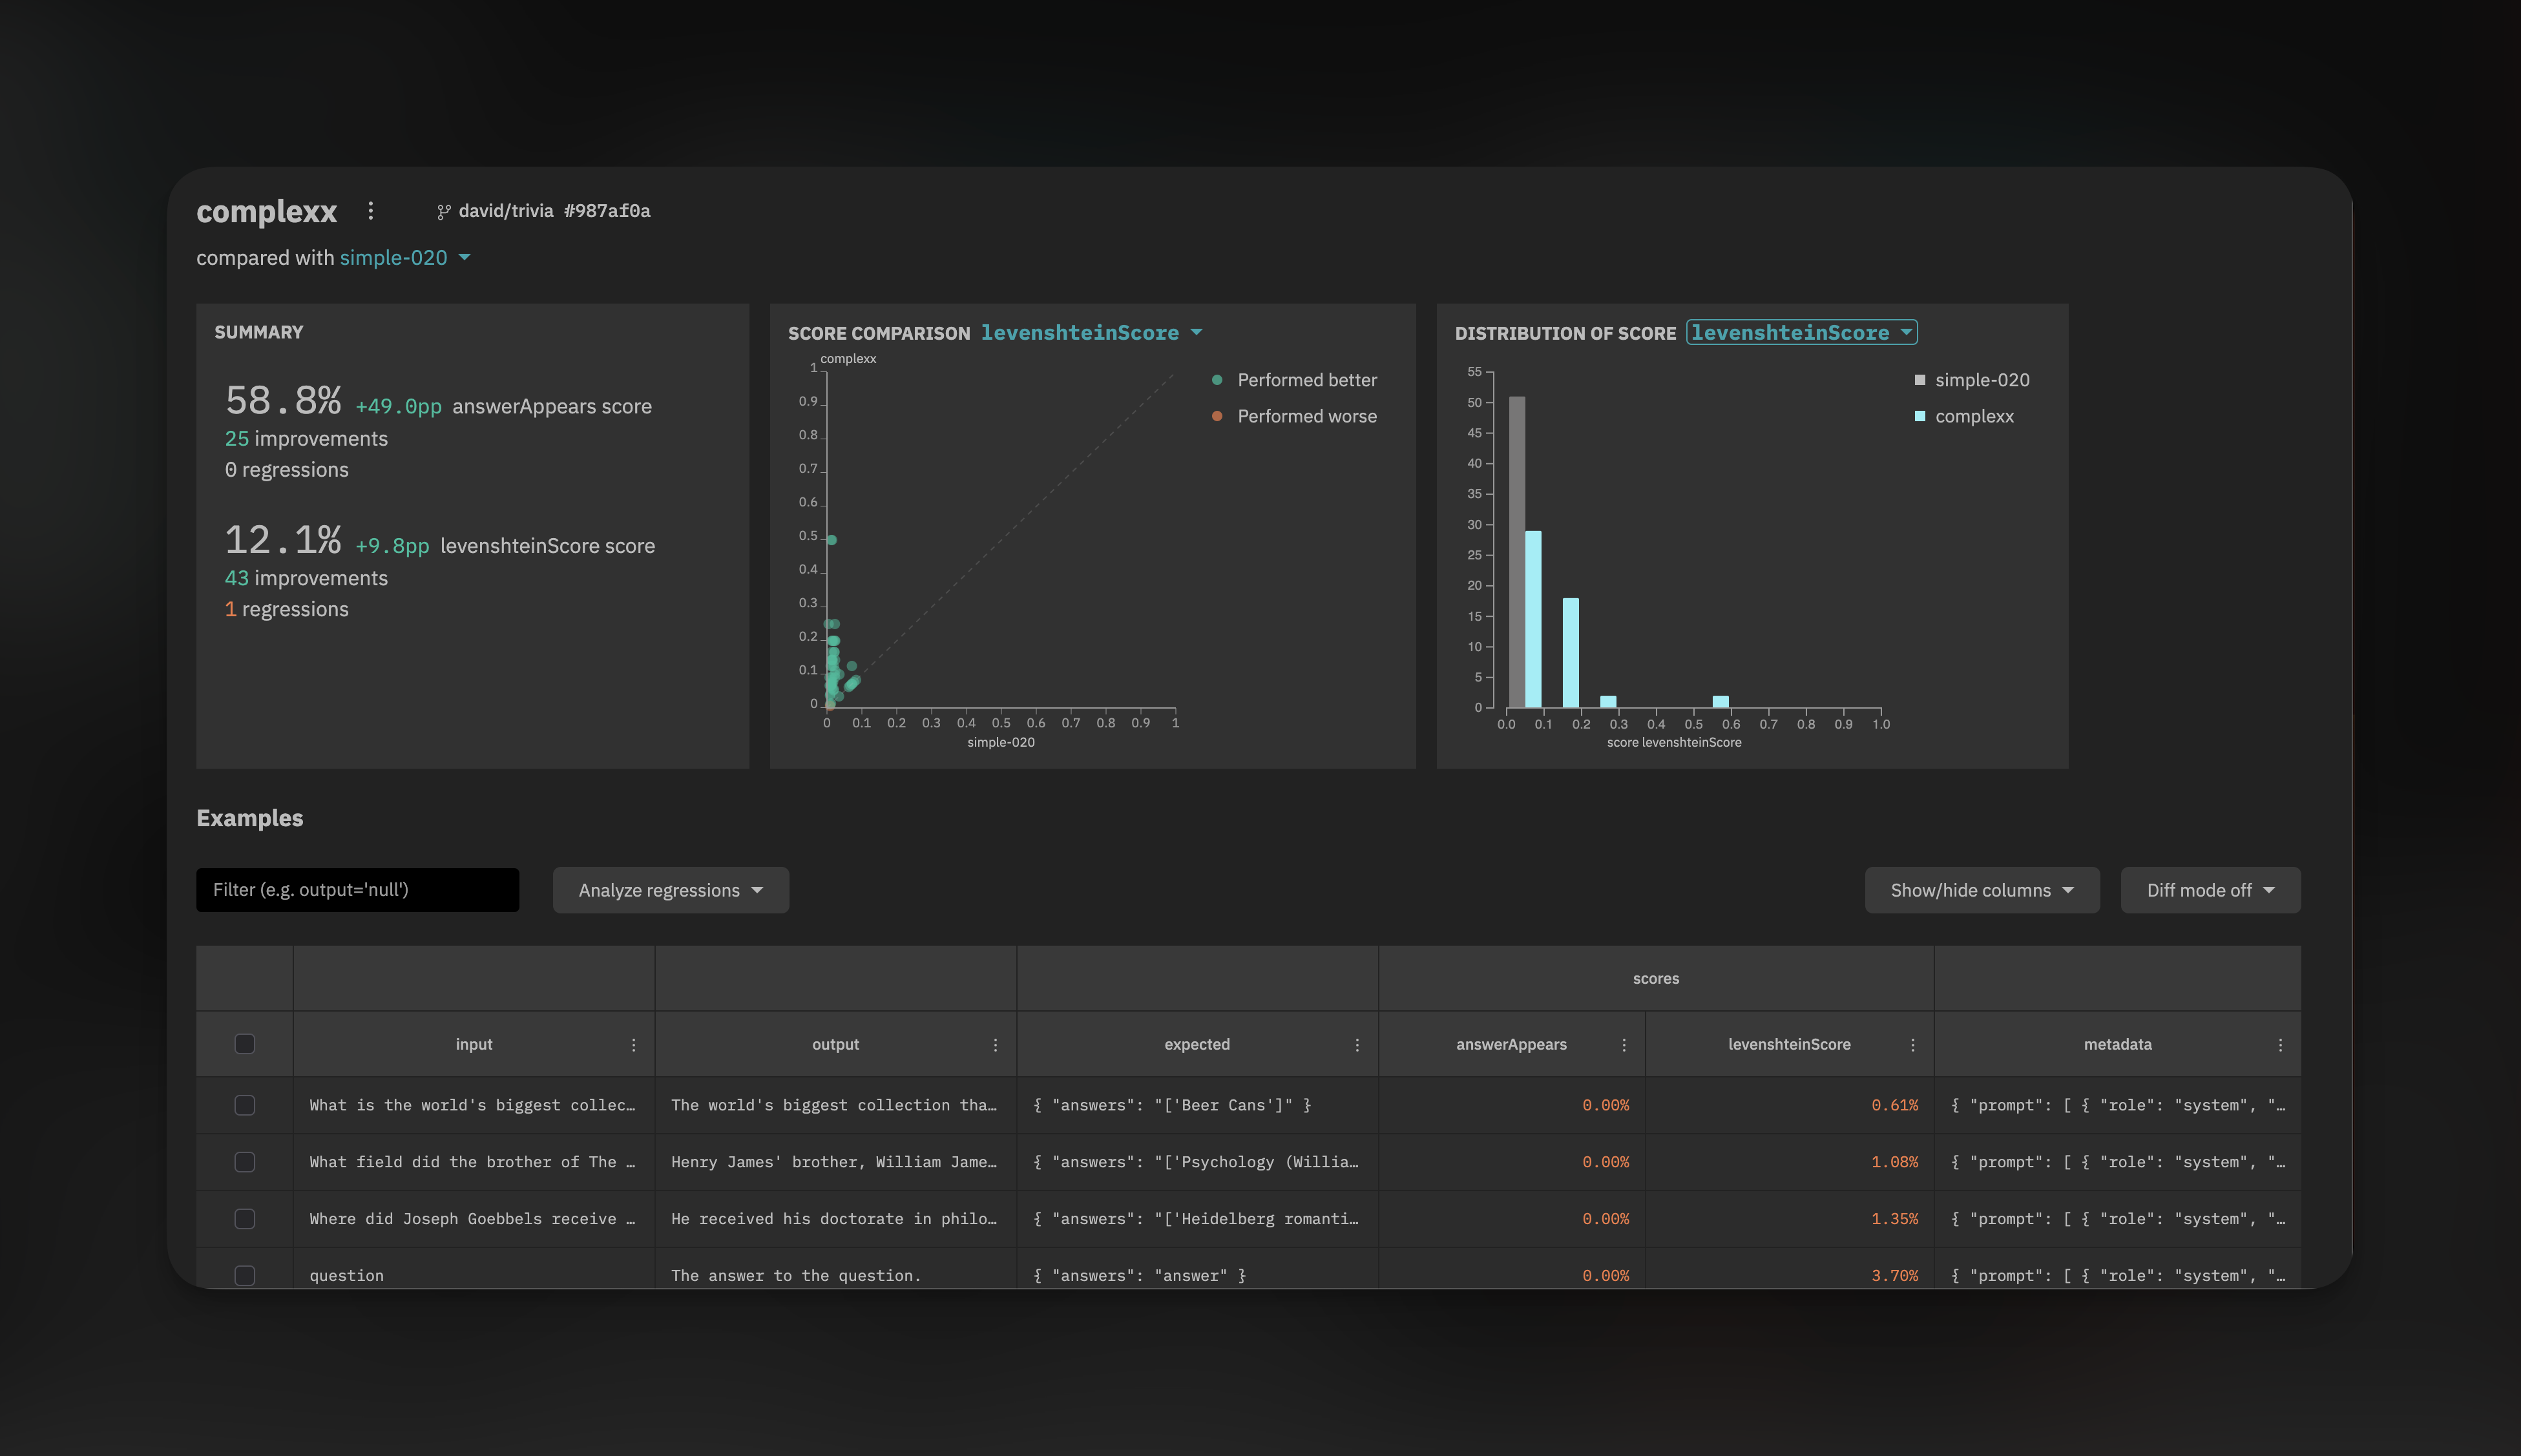 complexx
david/trivia #987af0a
compared with simple-020
SUMMARY
58.8% +49.0pp answerAppears score
25 improvements
0 regressions
12.1% +9.8pp levenshteinScore score
43 improvements
1 regressions
SCORE COMPARISON levenshteinScore
complexx
1
0.9
0.8
0.7
0.6
0.5
0.4
0.3
0.2
0.1
0
0 0.1 0.2 0.3 0.4 0.5 0.6 0.7 0.8 0.9 1
simple-020
Performed better
Performed worse
DISTRIBUTION OF SCORE levenshteinScore
55
50
45
40
35
30
25
20
15
10
5
0
0.0 0.1 0.2 0.3 0.4 0.5 0.6 0.7 0.8 0.9 1.0
score levenshteinScore
simple-020
complexx
Examples
Filter (e.g. output='null')
Analyze regressions
Show/hide columns
Diff mode off
scores
input output expected answerAppears levenshteinScore metadata
What is the world's biggest collec… The world's biggest collection tha… { "answers": "['Beer Cans']" } 0.00% 0.61% { "prompt": [ { "role": "system", "…
What field did the brother of The … Henry James' brother, William Jame… { "answers": "['Psychology (Willia… 0.00% 1.08% { "prompt": [ { "role": "system", "…
Where did Joseph Goebbels receive … He received his doctorate in philo… { "answers": "['Heidelberg romanti… 0.00% 1.35% { "prompt": [ { "role": "system", "…
question The answer to the question. { "answers": "answer" } 0.00% 3.70% { "prompt": [ { "role": "system", "…